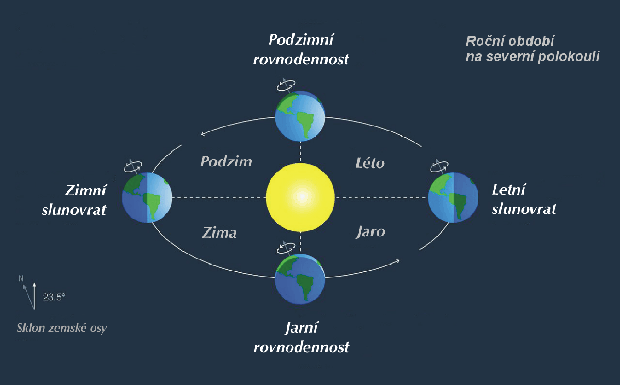 Podzimní
rovnodennost
Roční období
na severní polokouli
Podzim
Léto
Zimní
slunovrat
Letní
slunovrat
Zima
Jaro
N
23.5°
Sklon zemské osy
Jarní
rovnodennost